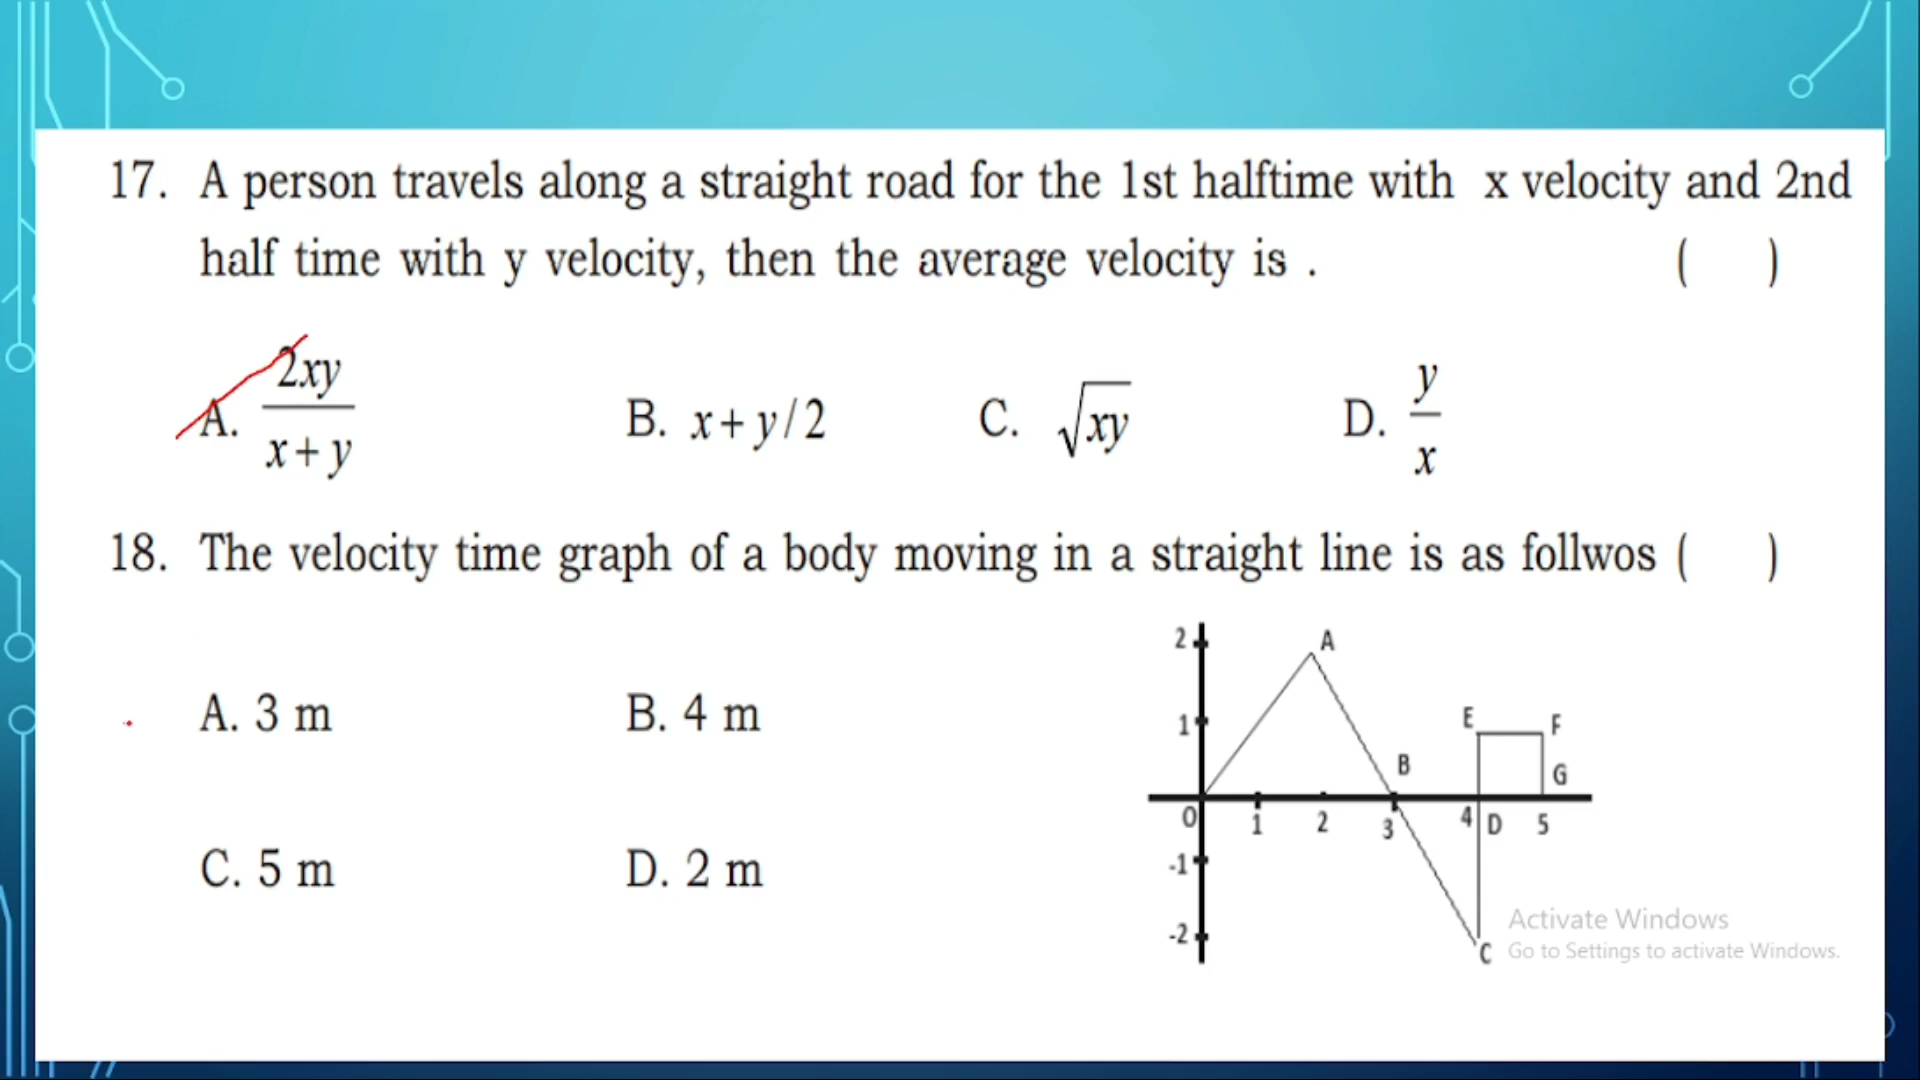 17. A person travels along a straight road for the 1st halftime with x velocity and 2nd
half time with y velocity, then the average velocity is . ( )
A. 2xy / x+y B. x+y/2 C. √xy D. y / x
18. The velocity time graph of a body moving in a straight line is as follwos ( )
A. 3 m B. 4 m
C. 5 m D. 2 m
2 A
1 E F
B G
0 1 2 3 4 D 5
-1
-2 C
Activate Windows
Go to Settings to activate Windows.